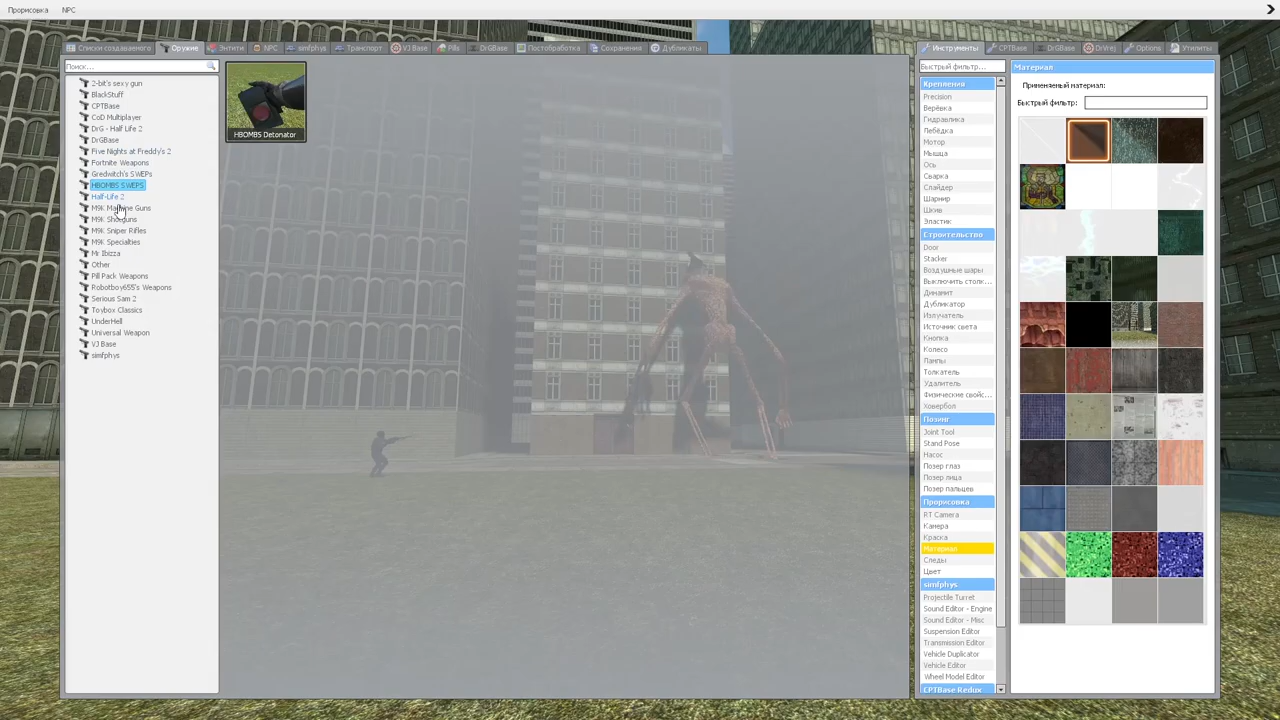 Прорисовка NPC
Списки создаваемого Оружие Энтити NPC simfphys Транспорт VJ Base Pills DrGBase Постобработка Сохранения Дубликаты
Поиск...
2-bit's sexy gun
BlackStuff
CPTBase
CoD Multiplayer
DrG - Half Life 2
DrGBase
Five Nights at Freddy's 2
Fortnite Weapons
Gredwitch's SWEPs
HBOMBS SWEPS
Half-Life 2
M9K Machine Guns
M9K Shotguns
M9K Sniper Rifles
M9K Specialties
Mr Ibizza
Other
Pill Pack Weapons
Robotboy655's Weapons
Serious Sam 2
Toybox Classics
UnderHell
Universal Weapon
VJ Base
simfphys
HBOMBS Detonator
Инструменты CPTBase DrGBase DrVrej Options Утилиты
Быстрый фильтр...
Крепления
Precision
Верёвка
Гидравлика
Лебёдка
Мотор
Мышца
Ось
Сварка
Слайдер
Шарнир
Шкив
Эластик
Строительство
Door
Stacker
Воздушные шары
Выключить столк...
Динамит
Дубликатор
Излучатель
Источник света
Кнопка
Колесо
Лампы
Толкатель
Удалитель
Физические свойс...
Ховербол
Позинг
Joint Tool
Stand Pose
Насос
Позер глаз
Позер лица
Позер пальцев
Прорисовка
RT Camera
Камера
Краска
Материал
Следы
Цвет
simfphys
Projectile Turret
Sound Editor - Engine
Sound Editor - Misc
Suspension Editor
Transmission Editor
Vehicle Duplicator
Vehicle Editor
Wheel Model Editor
CPTBase Redux
Материал
Применяемый материал:
Быстрый фильтр: